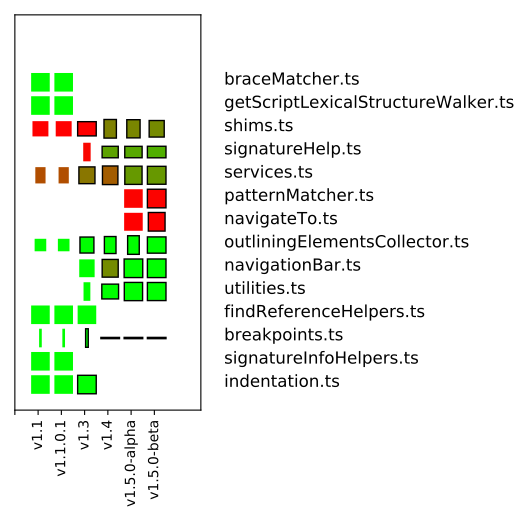 braceMatcher.ts
getScriptLexicalStructureWalker.ts
shims.ts
signatureHelp.ts
services.ts
patternMatcher.ts
navigateTo.ts
outliningElementsCollector.ts
navigationBar.ts
utilities.ts
findReferenceHelpers.ts
breakpoints.ts
signatureInfoHelpers.ts
indentation.ts
v1.1
v1.1.0.1
v1.3
v1.4
v1.5.0-alpha
v1.5.0-beta